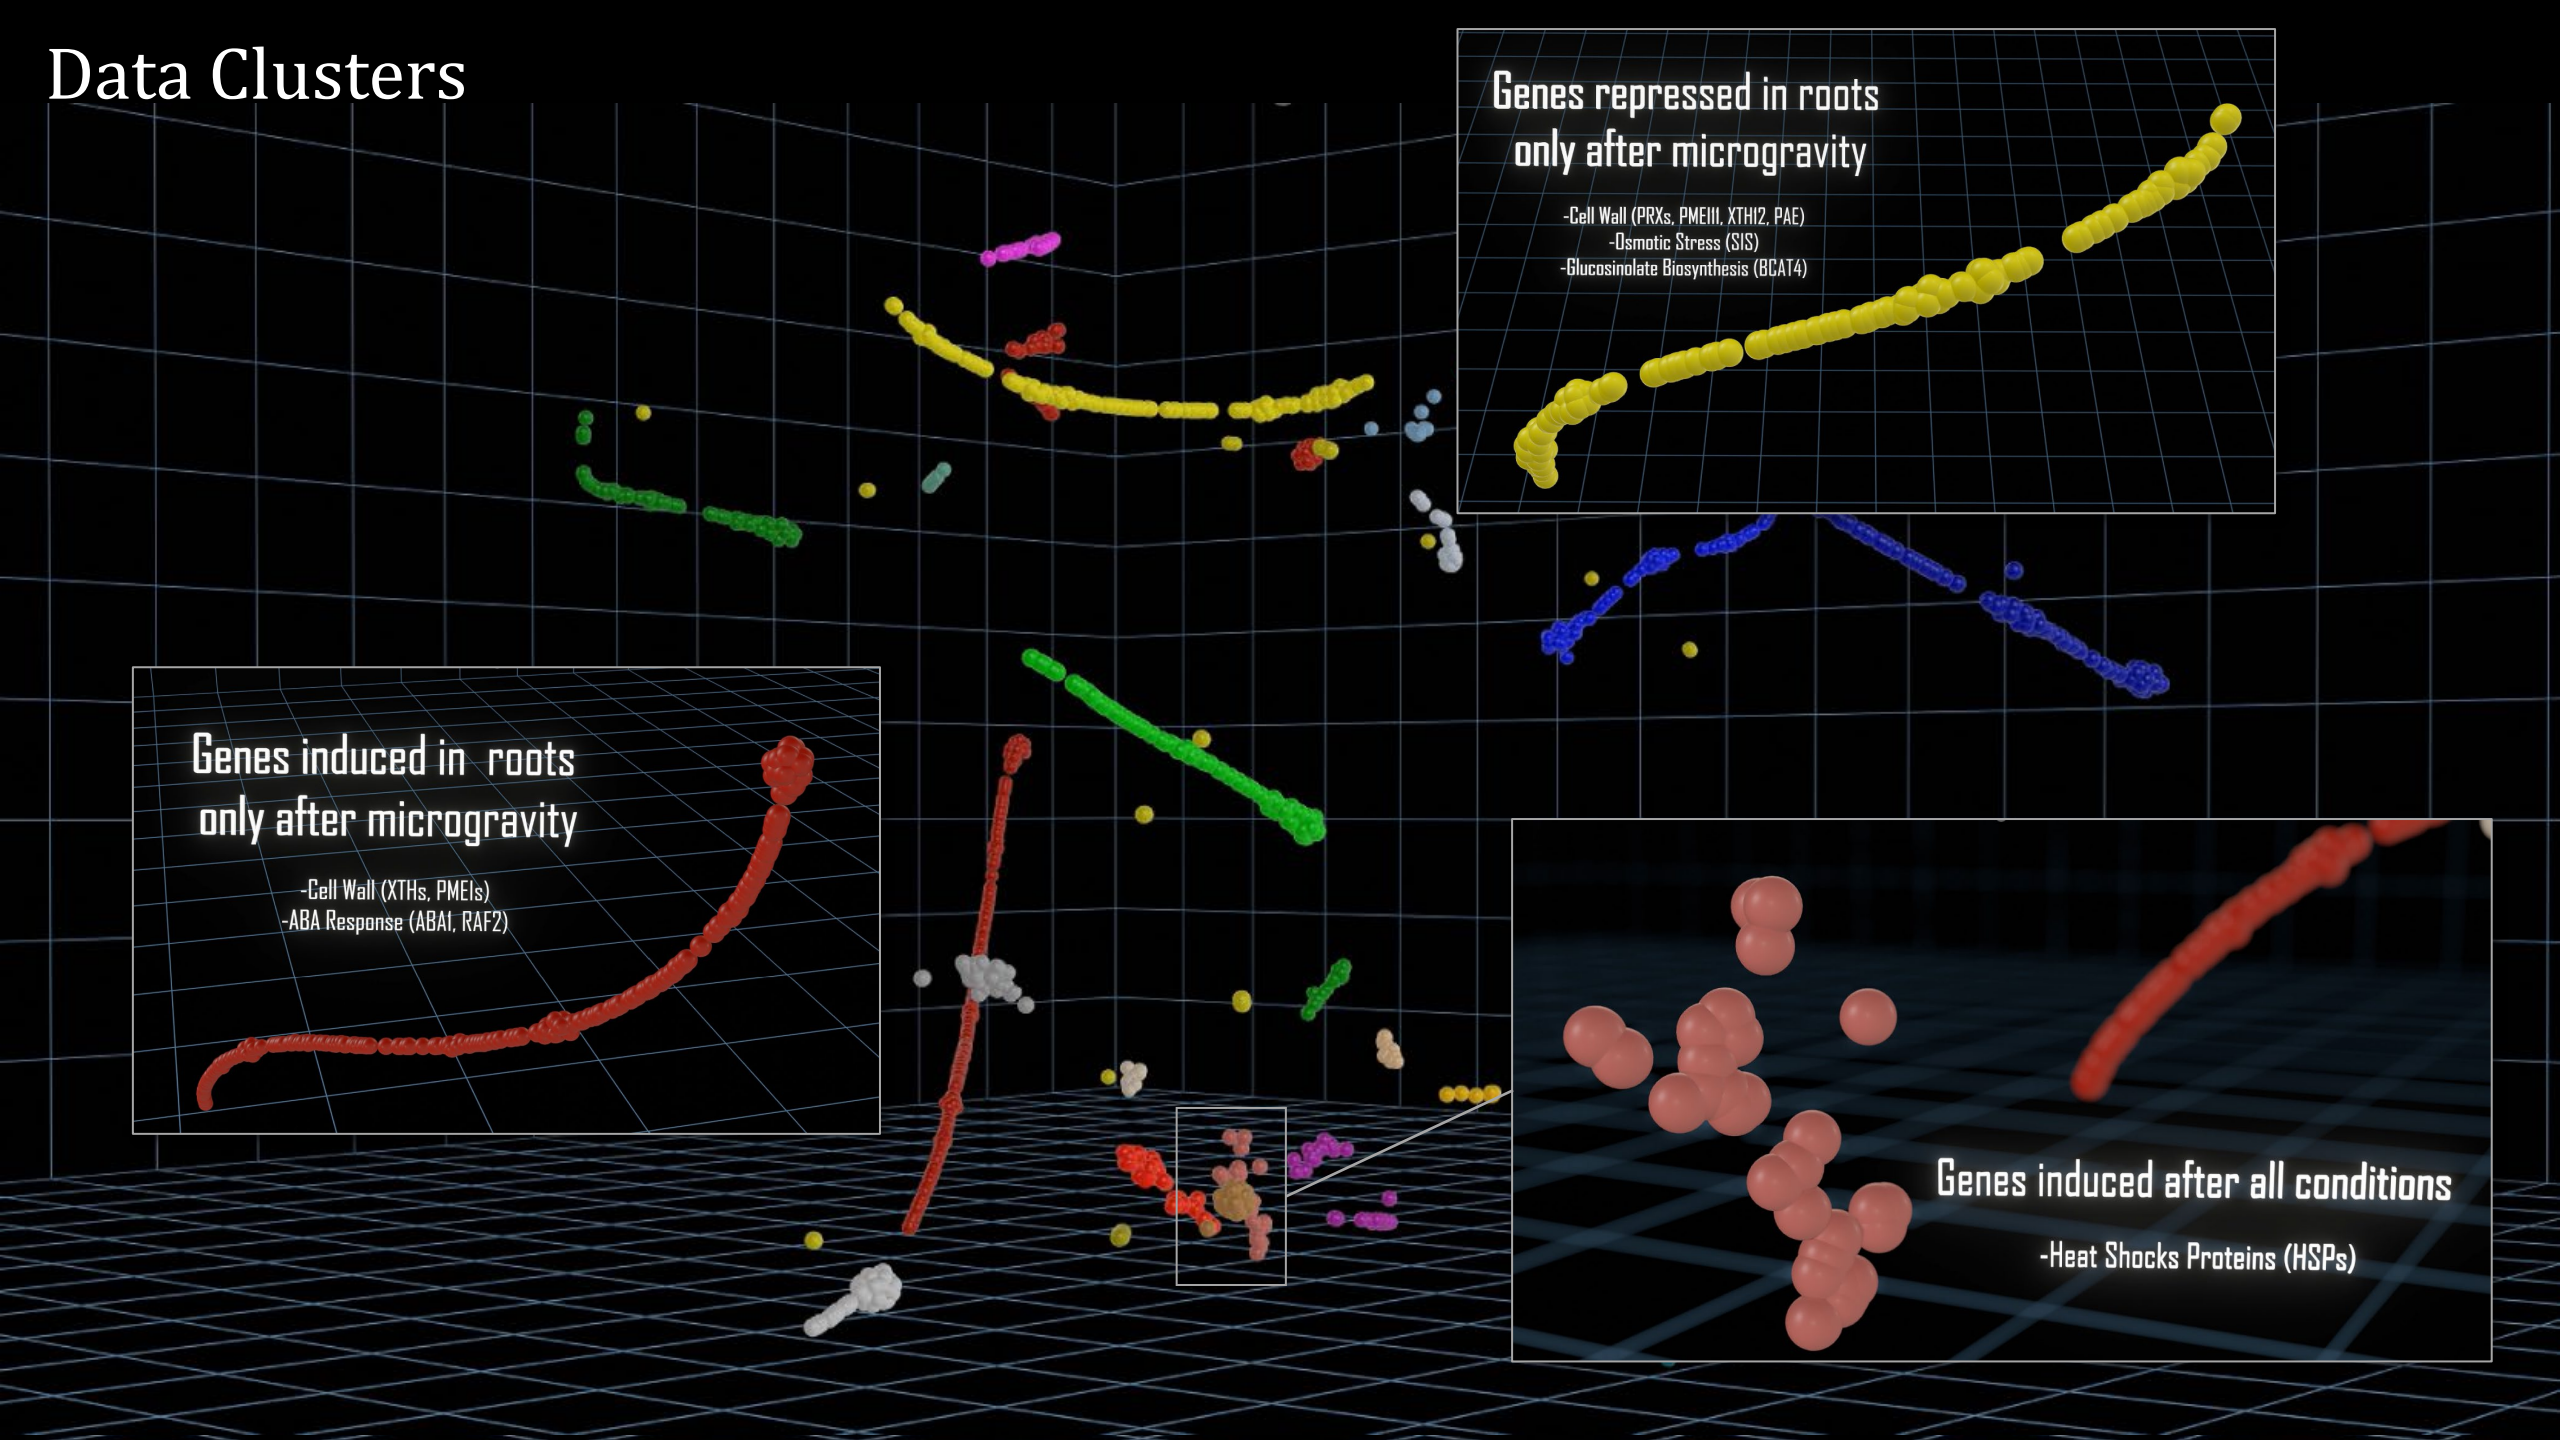 Data Clusters
Genes repressed in roots
only after microgravity
-Cell Wall (PRXs, PMEI11, XTH12, PAE)
-Osmotic Stress (SIS)
-Glucosinolate Biosynthesis (BCAT4)
Genes induced in roots
only after microgravity
-Cell Wall (XTHs, PMEIs)
-ABA Response (ABA1, RAF2)
Genes induced after all conditions
-Heat Shocks Proteins (HSPs)